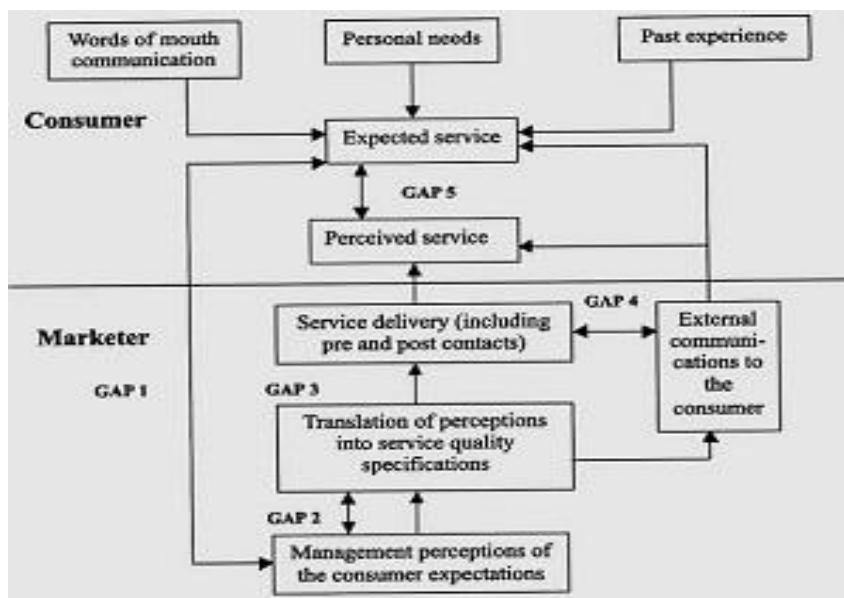 Words of mouth
communication
Personal needs
Past experience
Consumer
Expected service
GAP 5
Perceived service
GAP 4
Marketer
Service delivery (including
pre and post contacts)
External
communi-
cations to
the
consumer
GAP 1
GAP 3
Translation of perceptions
into service quality
specifications
GAP 2
Management perceptions of
the consumer expectations